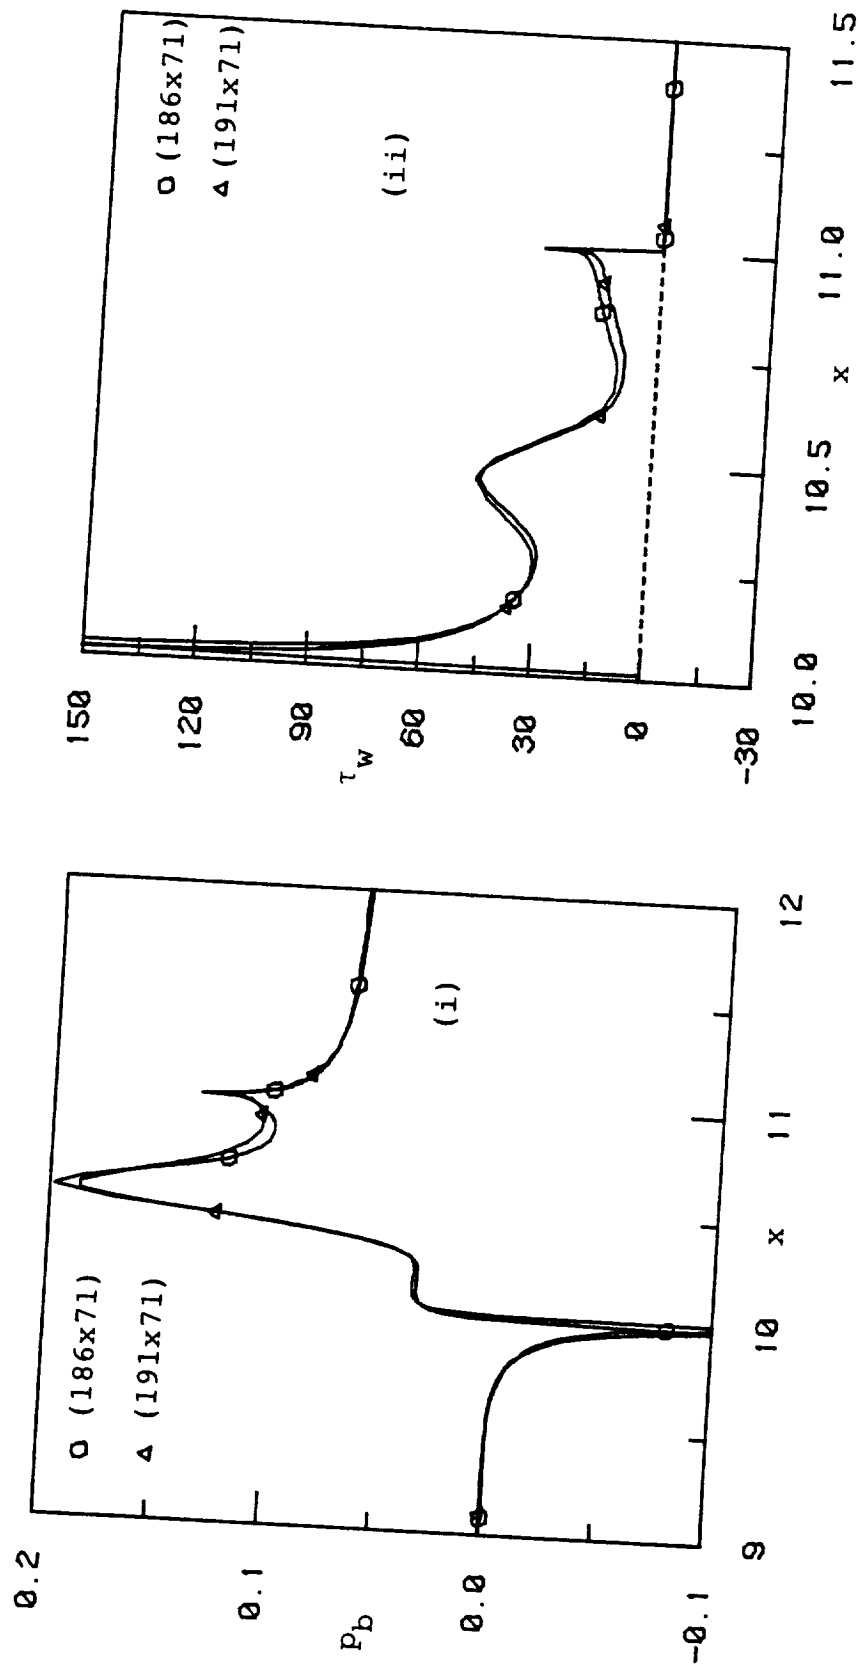 0.2
0.1
0.0
-0.1
p_b
□ (186x71)
△ (191x71)
(i)
9
10
11
12
x
150
120
90
60
30
0
-30
τ_w
□ (186x71)
△ (191x71)
(ii)
10.0
10.5
11.0
11.5
x